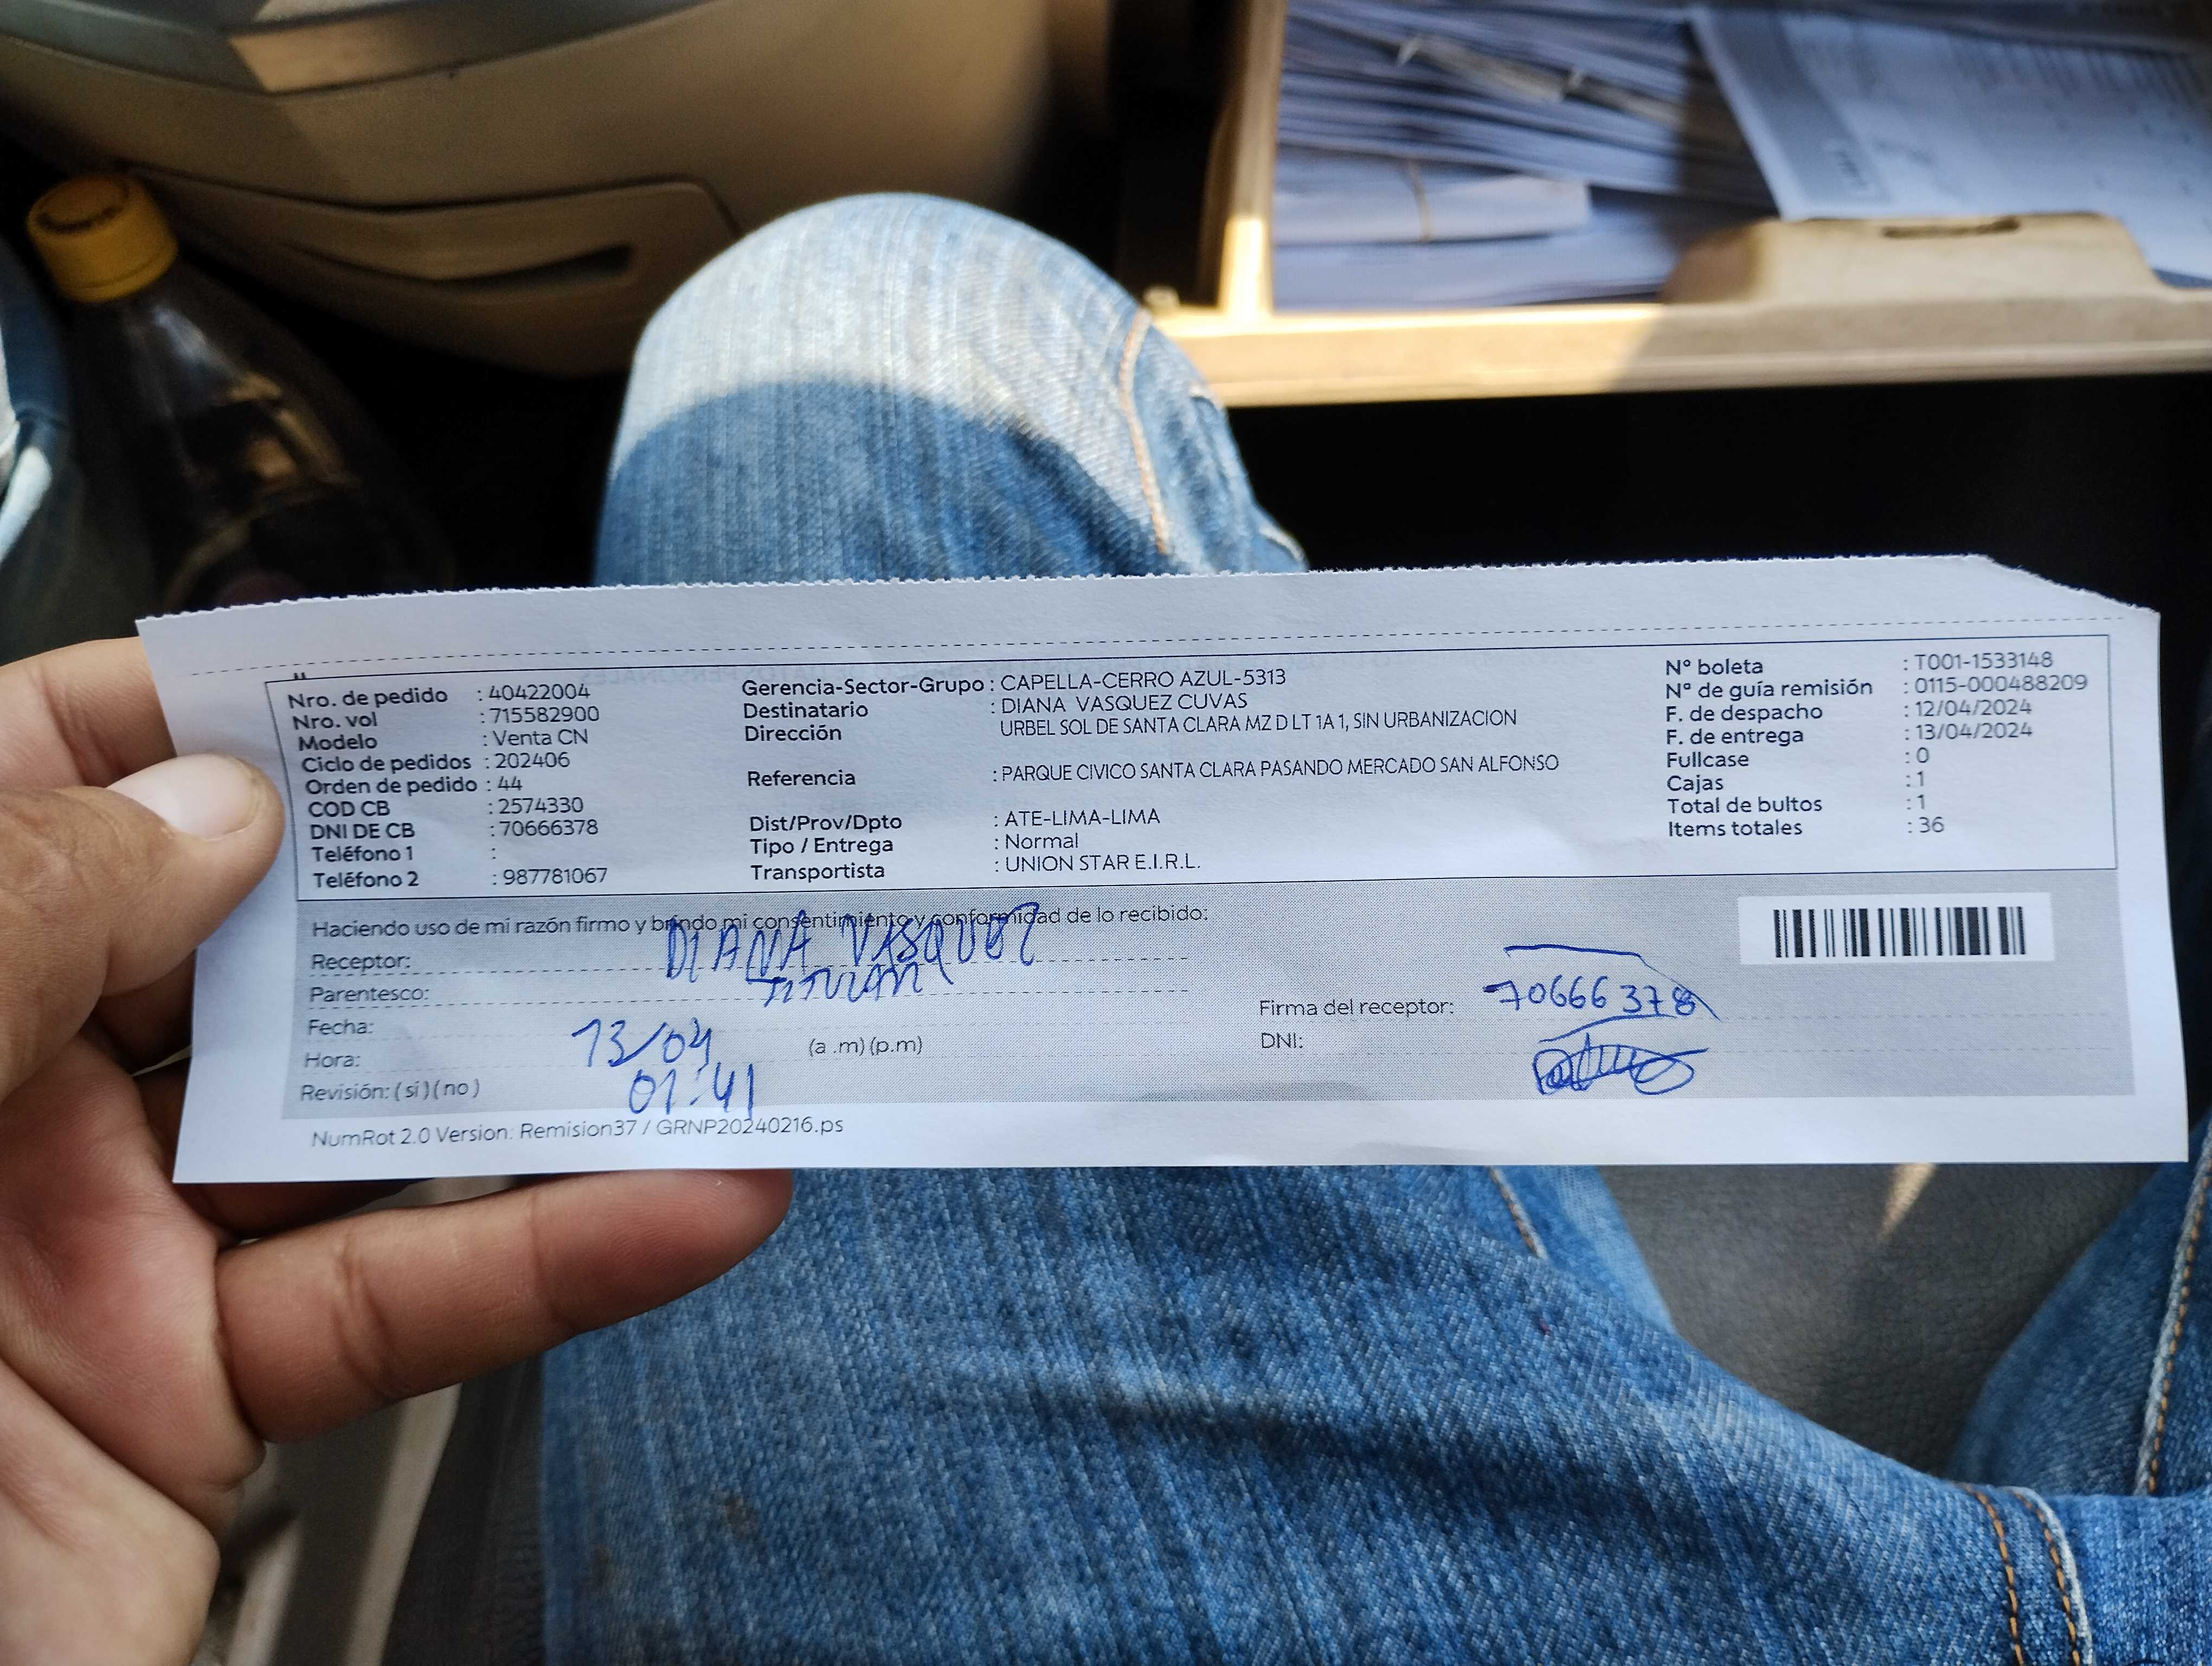 Nro. de pedido : 40422004
Nro. vol : 715582900
Modelo : Venta CN
Ciclo de pedidos : 202406
Orden de pedido : 44
COD CB : 2574330
DNI DE CB : 70666378
Teléfono 1 :
Teléfono 2 : 987781067
Gerencia-Sector-Grupo : CAPELLA-CERRO AZUL-5313
Destinatario : DIANA VASQUEZ CUVAS
Dirección URBEL SOL DE SANTA CLARA MZ D LT 1A 1, SIN URBANIZACION
Referencia : PARQUE CIVICO SANTA CLARA PASANDO MERCADO SAN ALFONSO
Dist/Prov/Dpto : ATE-LIMA-LIMA
Tipo / Entrega : Normal
Transportista : UNION STAR E.I.R.L.
N° boleta : T001-1533148
N° de guía remisión : 0115-000488209
F. de despacho : 12/04/2024
F. de entrega : 13/04/2024
Fullcase : 0
Cajas : 1
Total de bultos : 1
Items totales : 36
Haciendo uso de mi razón firmo y brindo mi consentimiento y conformidad de lo recibido:
Receptor: DIANA VASQUEZ
Parentesco: TITULAR
Fecha: 13/04
Hora: 01:41 (a .m) (p.m)
Revisión: ( si ) ( no )
Firma del receptor: 70666378
DNI:
NumRot 2.0 Version: Remision37 / GRNP20240216.ps